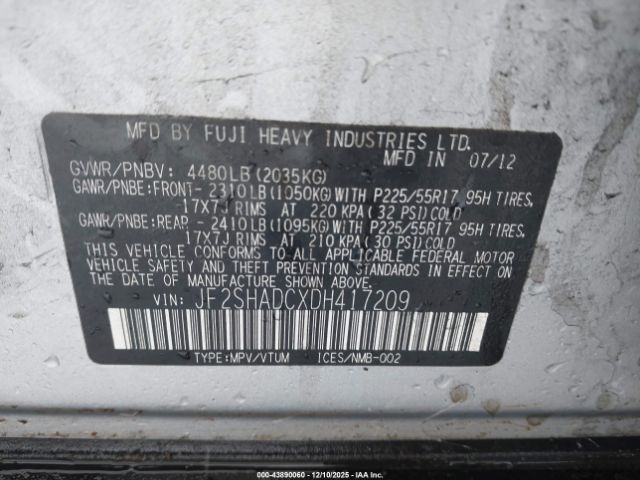 MFD BY FUJI HEAVY INDUSTRIES LTD.
MFD. IN 07/12
GVWR/PNBV: 4480LB(2035KG)
GAWR/PNBE:FRONT- 2310LB(1050KG)WITH P225/55R17 95H TIRES,
17X7J RIMS AT 220 KPA(32 PSI)COLD
GAWR/PNBE:REAR- 2410LB(1095KG)WITH P225/55R17 95H TIRES,
17X7J RIMS AT 210 KPA(30 PSI)COLD
THIS VEHICLE CONFORMS TO ALL APPLICABLE FEDERAL MOTOR
VEHICLE SAFETY AND THEFT PREVENTION STANDARDS IN EFFECT ON
THE DATE OF MANUFACTURE SHOWN ABOVE.
VIN: JF2SHADCXDH417209
TYPE:MPV/VTUM ICES/NMB-002
000-43890060 - 12/10/2025 - IAAI.COM